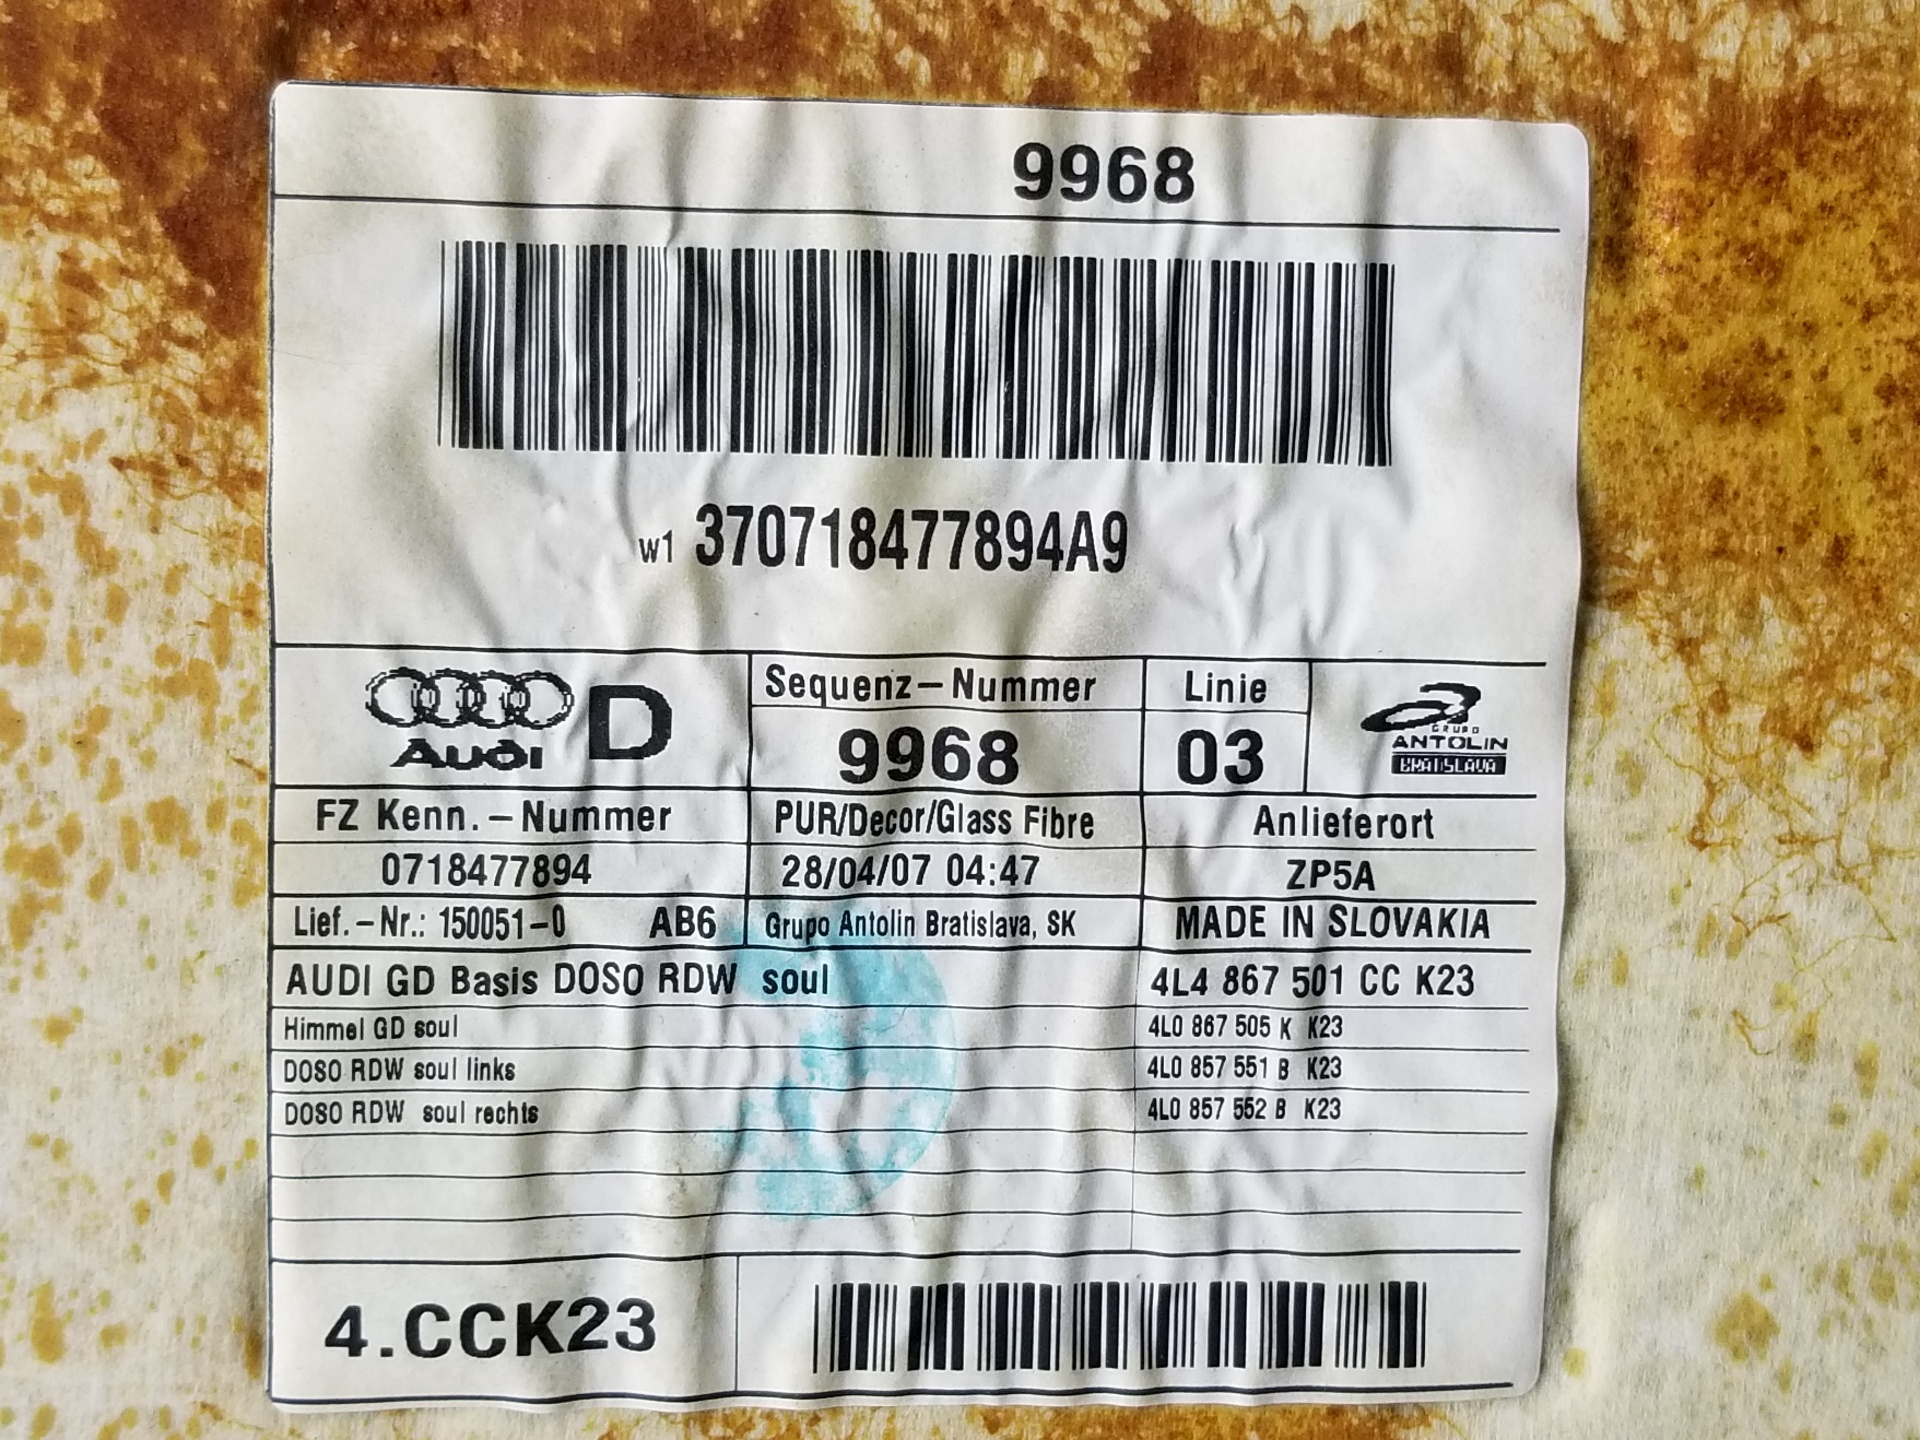 9968
w1 370718477894A9
Audi D
Sequenz-Nummer
9968
Linie
03
GRUPO
ANTOLIN
BRATISLAVA
FZ Kenn.-Nummer
0718477894
PUR/Decor/Glass Fibre
28/04/07 04:47
Anlieferort
ZP5A
Lief.-Nr.: 150051-0 AB6
Grupo Antolin Bratislava, SK
MADE IN SLOVAKIA
AUDI GD Basis DOSO RDW soul 4L4 867 501 CC K23
Himmel GD soul 4L0 867 505 K K23
DOSO RDW soul links 4L0 857 551 B K23
DOSO RDW soul rechts 4L0 857 552 B K23
4.CCK23